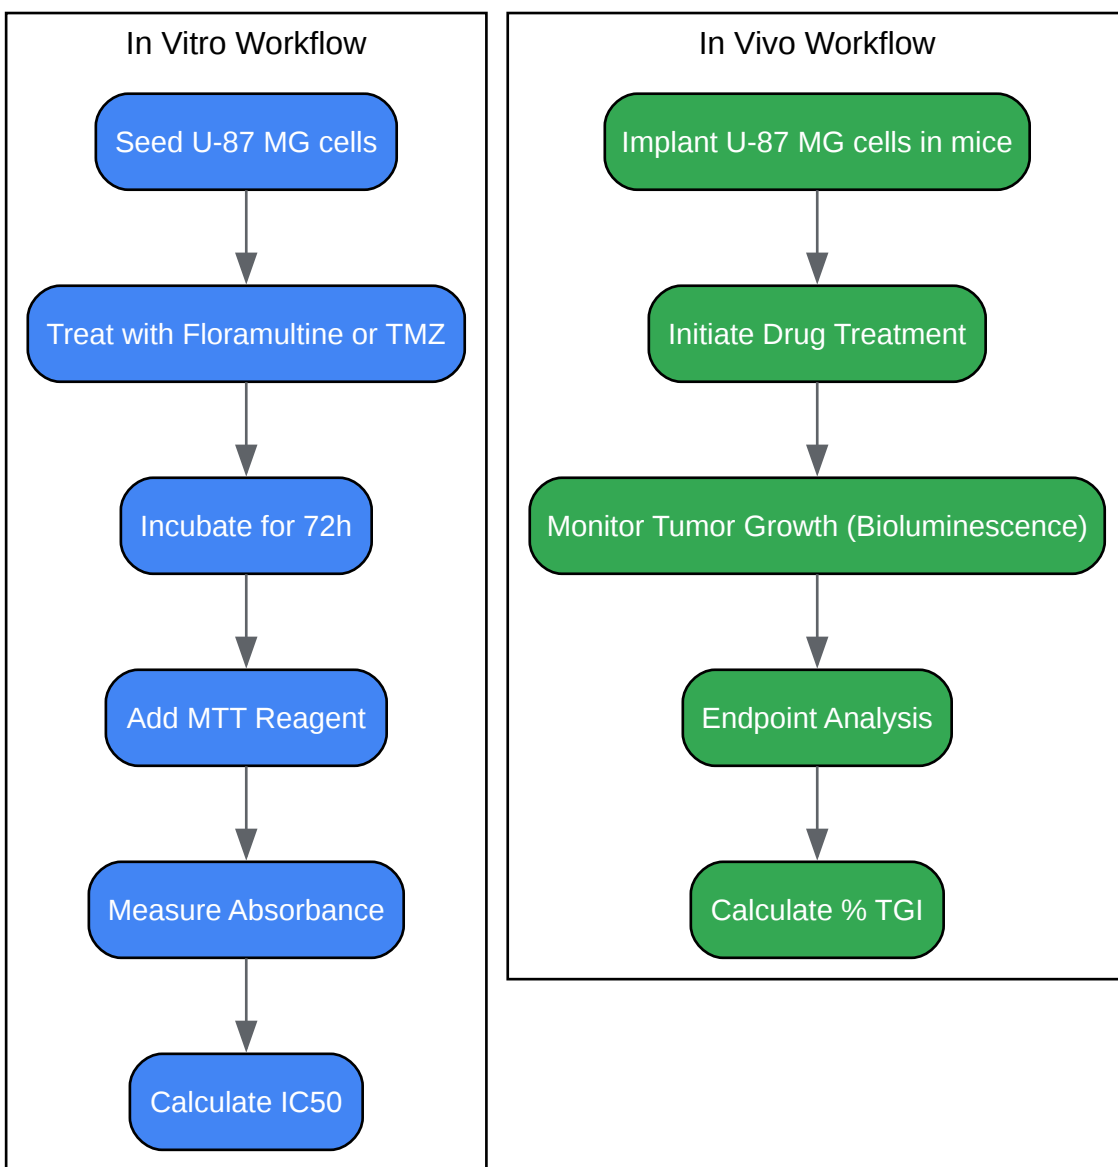 In Vitro Workflow
Seed U-87 MG cells
Treat with Floramultine or TMZ
Incubate for 72h
Add MTT Reagent
Measure Absorbance
Calculate IC50
In Vivo Workflow
Implant U-87 MG cells in mice
Initiate Drug Treatment
Monitor Tumor Growth (Bioluminescence)
Endpoint Analysis
Calculate % TGI